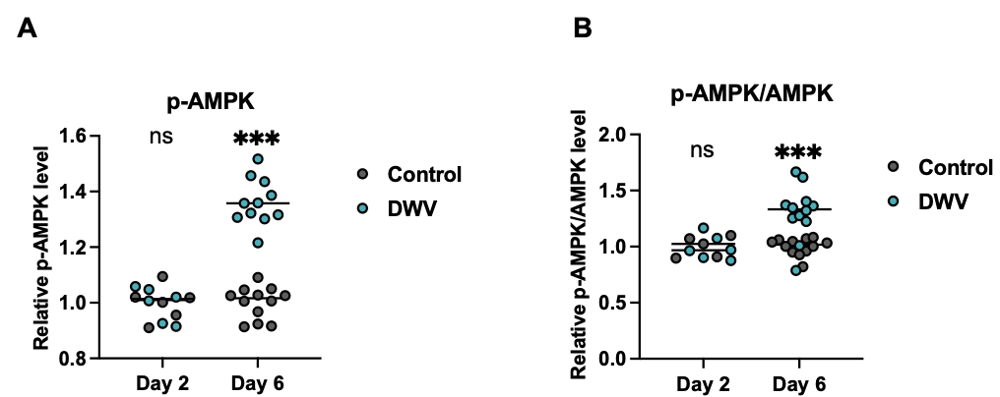 A
p-AMPK
Relative p-AMPK level
1.6
1.4
1.2
1.0
0.8
ns
***
Day 2
Day 6
Control
DWV
B
p-AMPK/AMPK
Relative p-AMPK/AMPK level
2.0
1.5
1.0
0.5
0.0
ns
***
Day 2
Day 6
Control
DWV